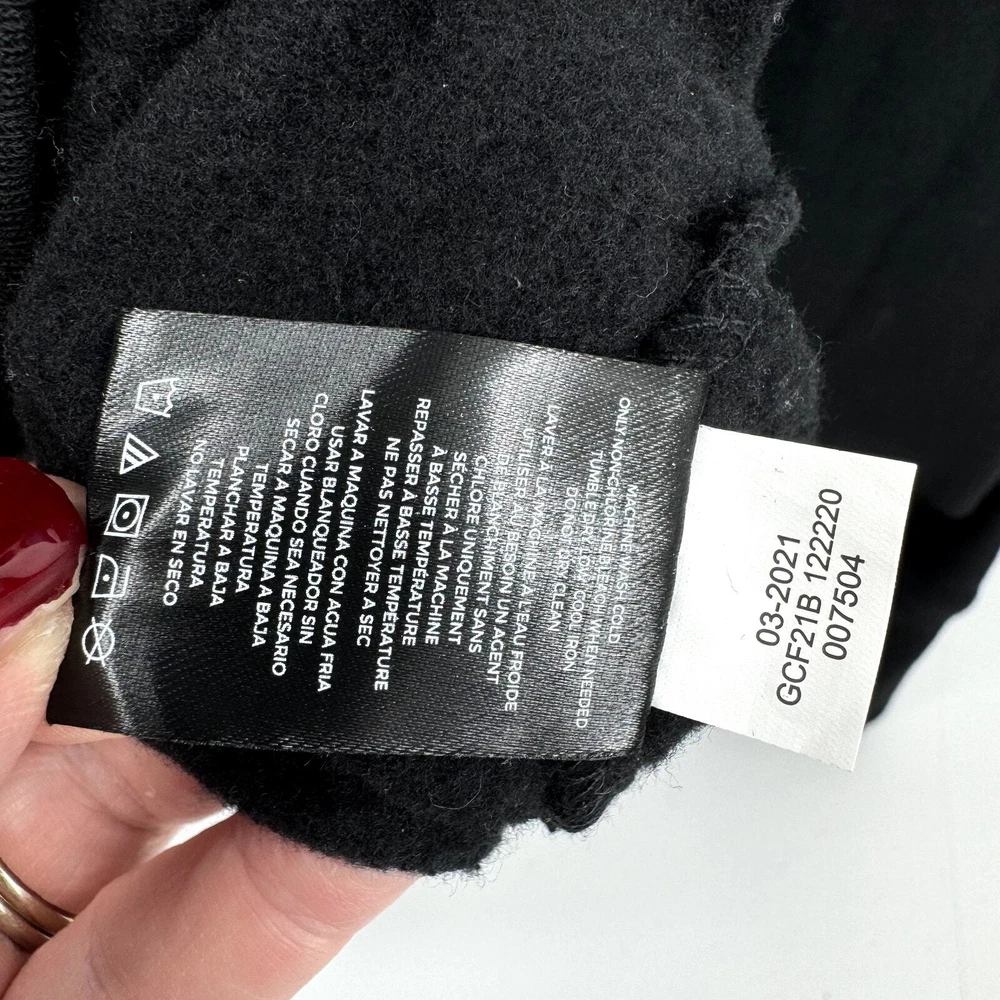 MACHINE WASH COLD
ONLY NON-CHLORINE BLEACH WHEN NEEDED
TUMBLE DRY LOW COOL IRON
DO NOT DRY CLEAN
LAVER À LA MACHINE À L'EAU FROIDE
UTILISER AU BESOIN UN AGENT
DE BLANCHIMENT SANS
CHLORE UNIQUEMENT
SÉCHER À LA MACHINE
À BASSE TEMPÉRATURE
REPASSER À BASSE TEMPÉRATURE
NE PAS NETTOYER A SEC
LAVAR A MAQUINA CON AGUA FRIA
USAR BLANQUEADOR SIN
CLORO CUANDO SEA NECESARIO
SECAR A MAQUINA A BAJA
TEMPERATURA
PLANCHAR A BAJA
TEMPERATURA
NO LAVAR EN SECO
03-2021
GCF21B 122220
007504